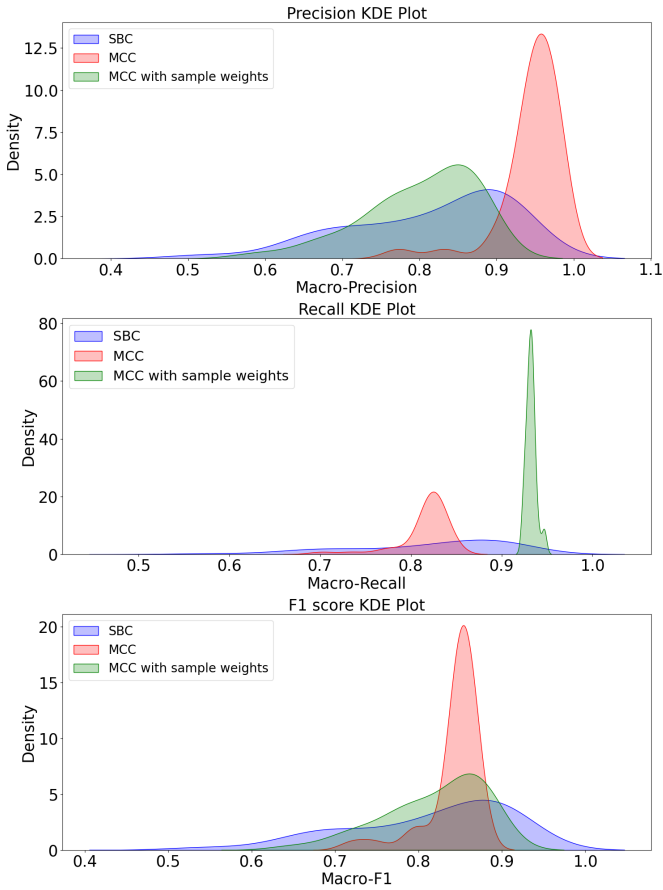 Precision KDE Plot
SBC
MCC
MCC with sample weights
12.5
10.0
7.5
5.0
2.5
0.0
Density
0.4 0.5 0.6 0.7 0.8 0.9 1.0 1.1
Macro-Precision
Recall KDE Plot
SBC
MCC
MCC with sample weights
80
60
40
20
0
Density
0.5 0.6 0.7 0.8 0.9 1.0
Macro-Recall
F1 score KDE Plot
SBC
MCC
MCC with sample weights
20
15
10
5
0
Density
0.4 0.5 0.6 0.7 0.8 0.9 1.0
Macro-F1